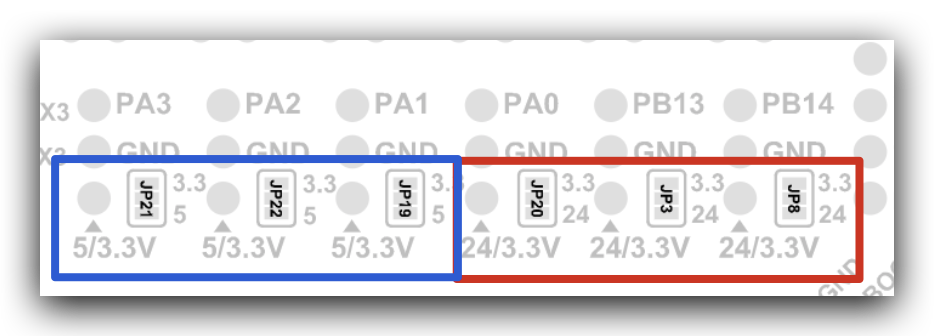 X3 PA3 PA2 PA1 PA0 PB13 PB14
X3 GND GND GND GND GND GND
JP21 3.3 JP22 3.3 JP19 3. JP20 3.3 JP3 3.3 JP8 3.3
5 5 5 24 24 24
5/3.3V 5/3.3V 5/3.3V 24/3.3V 24/3.3V 24/3.3V
GND
BOO